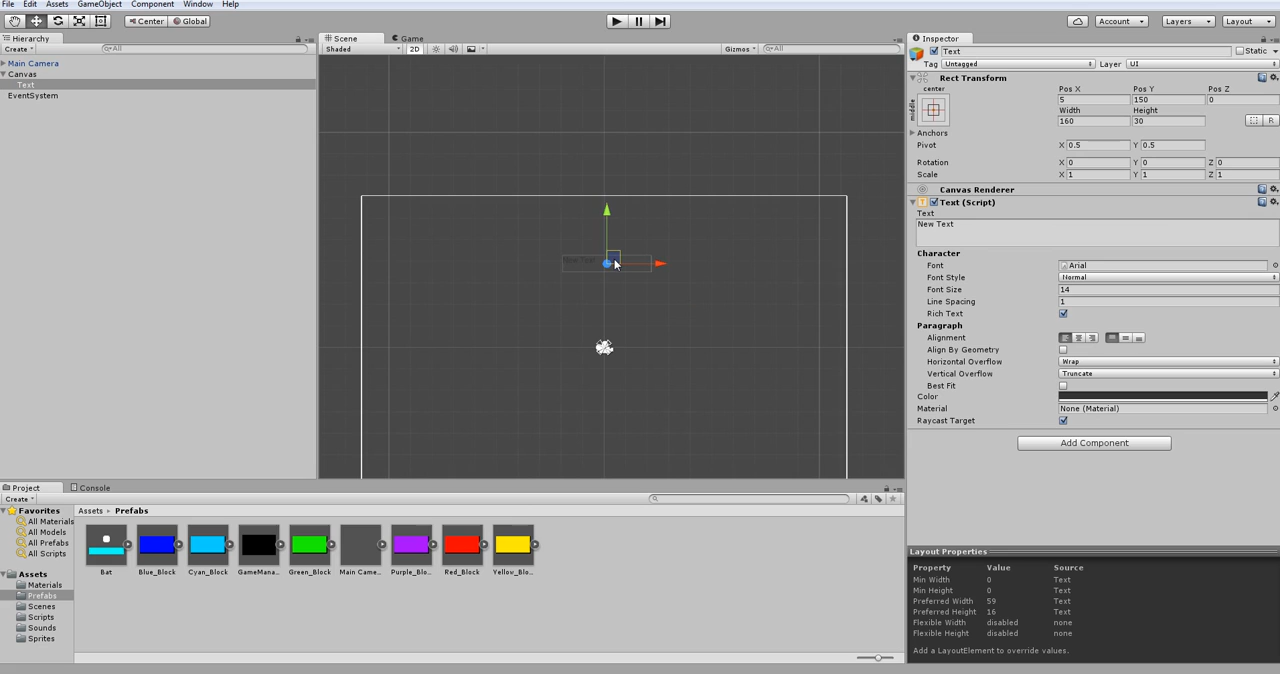 File Edit Assets GameObject Component Window Help
Center Global Account Layers Layout
Hierarchy
Create All
Main Camera
Canvas
Text
EventSystem
Scene Game
Shaded 2D Gizmos All
New Text
Inspector
Text Static
Tag Untagged Layer UI
Rect Transform
center
middle
Pos X Pos Y Pos Z
5 150 0
Width Height
160 30
R
Anchors
Pivot X 0.5 Y 0.5
Rotation X 0 Y 0 Z 0
Scale X 1 Y 1 Z 1
Canvas Renderer
Text (Script)
Text
New Text
Character
Font Arial
Font Style Normal
Font Size 14
Line Spacing 1
Rich Text
Paragraph
Alignment
Align By Geometry
Horizontal Overflow Wrap
Vertical Overflow Truncate
Best Fit
Color
Material None (Material)
Raycast Target
Add Component
Project Console
Create
Favorites
All Materials
All Models
All Prefabs
All Scripts
Assets
Materials
Prefabs
Scenes
Scripts
Sounds
Sprites
Assets Prefabs
Bat Blue_Block Cyan_Block GameMana... Green_Block Main Came... Purple_Blo... Red_Block Yellow_Blo...
Layout Properties
Property Value Source
Min Width 0 Text
Min Height 0 Text
Preferred Width 59 Text
Preferred Height 16 Text
Flexible Width disabled none
Flexible Height disabled none
Add a LayoutElement to override values.